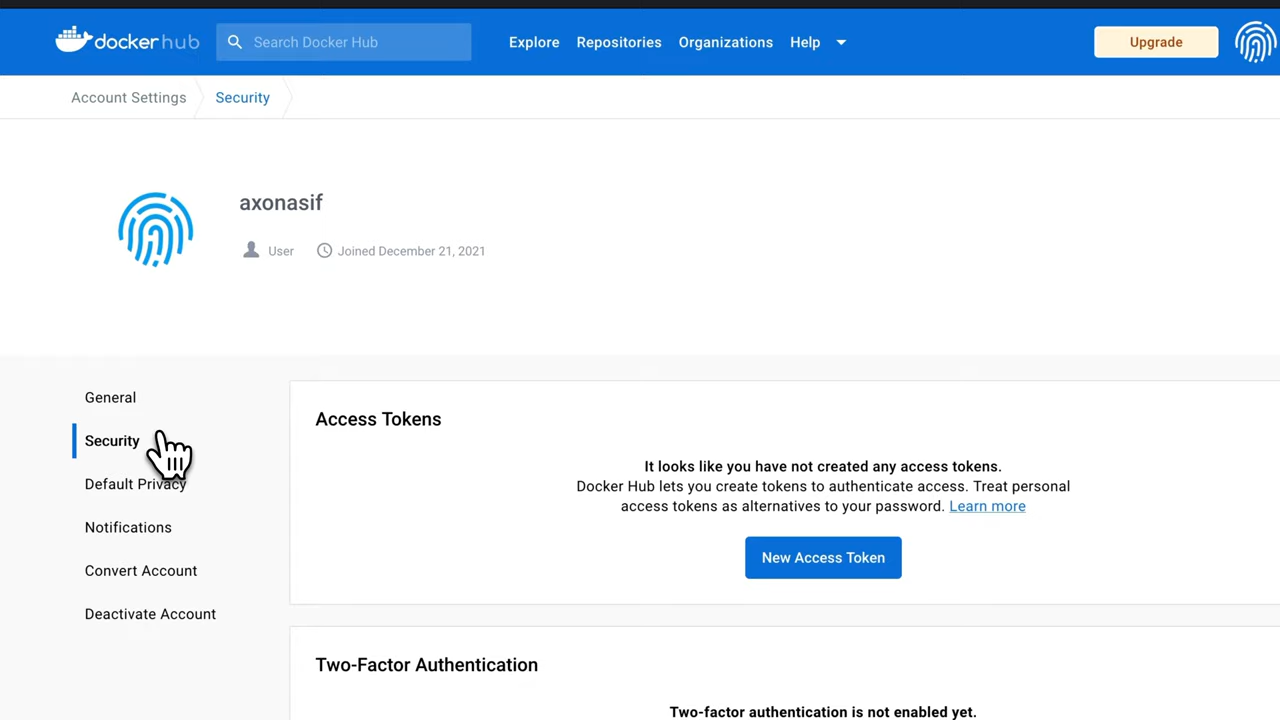 docker hub
Search Docker Hub
Explore
Repositories
Organizations
Help
Upgrade
Account Settings
Security
axonasif
User
Joined December 21, 2021
General
Security
Default Privacy
Notifications
Convert Account
Deactivate Account
Access Tokens
It looks like you have not created any access tokens.
Docker Hub lets you create tokens to authenticate access. Treat personal
access tokens as alternatives to your password. Learn more
New Access Token
Two-Factor Authentication
Two-factor authentication is not enabled yet.